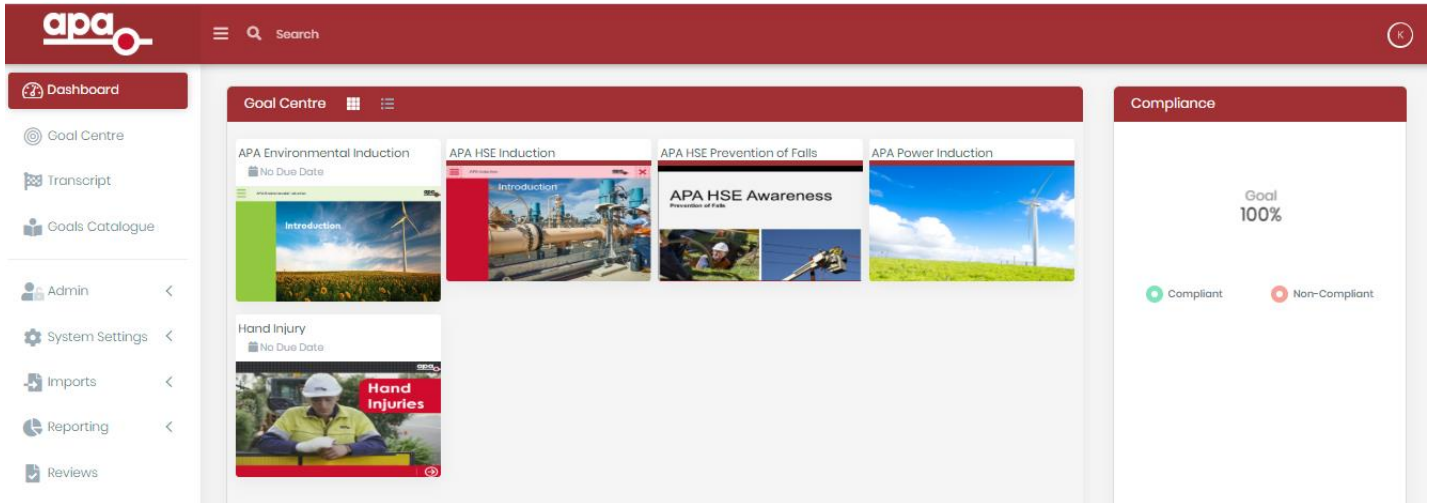 apa
Search
K
Dashboard
Goal Centre
Transcript
Goals Catalogue
Admin
System Settings
Imports
Reporting
Reviews
Goal Centre
APA Environmental Induction
No Due Date
Introduction
APA HSE Induction
Introduction
APA HSE Prevention of Falls
APA HSE Awareness
Prevention of Falls
APA Power Induction
Hand Injury
No Due Date
apa
Hand
Injuries
Compliance
Goal
100%
Compliant
Non-Compliant